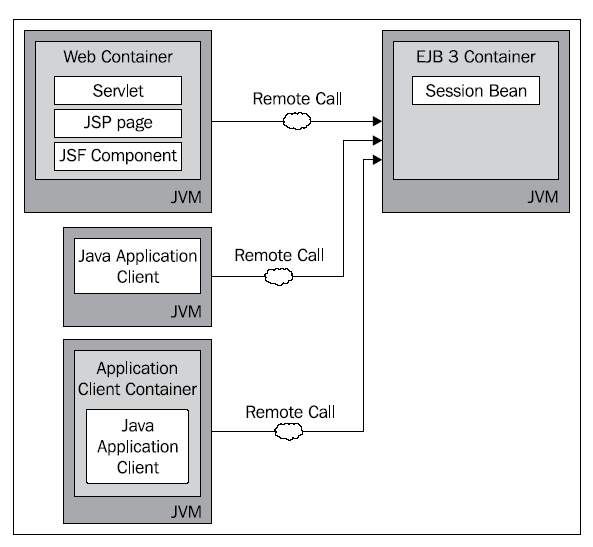 Web Container
Servlet
JSP page
JSF Component
JVM
Remote Call
EJB 3 Container
Session Bean
JVM
Java Application
Client
JVM
Remote Call
Application
Client Container
Java
Application
Client
JVM
Remote Call